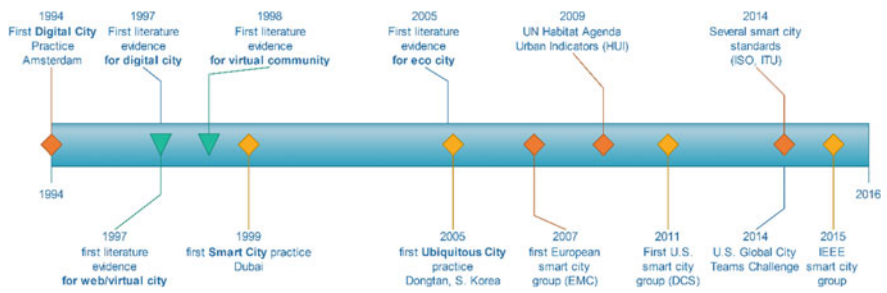 1994
First Digital City
Practice
Amsterdam
1997
First literature
evidence
for digital city
1998
First literature
evidence
for virtual community
2005
First literature
evidence
for eco city
2009
UN Habitat Agenda
Urban Indicators (HUI)
2014
Several smart city
standards
(ISO, ITU)
1994
2016
1997
first literature
evidence
for web/virtual city
1999
first Smart City practice
Dubai
2005
first Ubiquitous City
practice
Dongtan, S. Korea
2007
first European
smart city
group (EMC)
2011
First U.S.
smart city
group (DCS)
2014
U.S. Global City
Teams Challenge
2015
IEEE
smart city
group